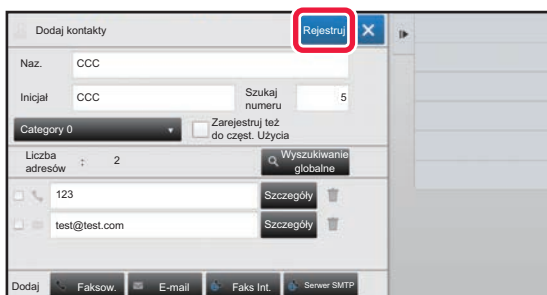 Dodaj kontakty Rejestruj
Naz. CCC
Inicjał CCC Szukaj numeru 5
Category 0 Zarejestruj też do częst. Użycia
Liczba adresów : 2 Wyszukiwanie globalne
123 Szczegóły
test@test.com Szczegóły
Dodaj Faksow. E-mail Faks Int. Serwer SMTP